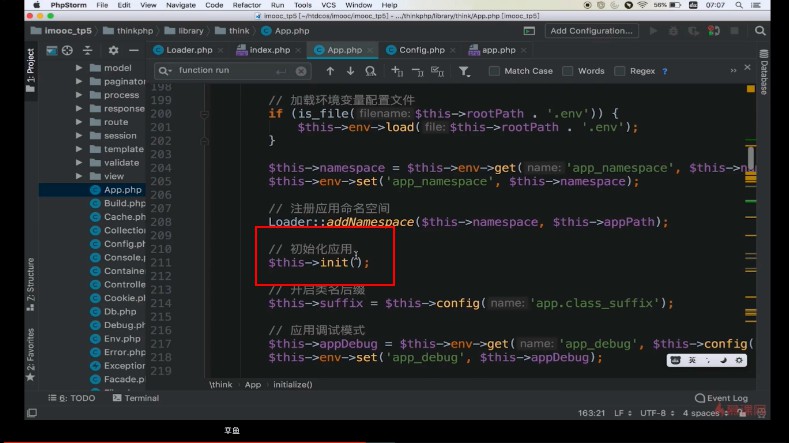 PhpStorm File Edit View Navigate Code Refactor Run Tools VCS Window Help 56% 07:07
imooc_tp5 [~/htdocs/imooc/imooc_tp5] - .../thinkphp/library/think/App.php [imooc_tp5]
imooc_tp5 thinkphp library think App.php Add Configuration...
Loader.php index.php App.php Config.php app.php
function run Match Case Words Regex ?
1: Project
7: Structure
2: Favorites
Database
model
paginator
process
response
route
session
template
validate
view
App.php
Build.php
Cache.php
Collectio
Config.ph
Console
Containe
Controlle
Cookie.p
Db.php
Debug.ph
Env.php
Error.php
Exception
Facade.p
198
199 // 加载环境变量配置文件
200 if (is_file( filename: $this->rootPath . '.env')) {
201 $this->env->load( file: $this->rootPath . '.env');
202 }
203
204 $this->namespace = $this->env->get( name: 'app_namespace', $this->na
205 $this->env->set('app_namespace', $this->namespace);
206
207 // 注册应用命名空间
208 Loader::addNamespace($this->namespace, $this->appPath);
209
210 // 初始化应用
211 $this->init();
212
213 // 开启类名后缀
214 $this->suffix = $this->config( name: 'app.class_suffix');
215
216 // 应用调试模式
217 $this->appDebug = $this->env->get( name: 'app_debug', $this->config(
218 $this->env->set('app_debug', $this->appDebug);
219
英
\think App initialize()
6: TODO Terminal Event Log
163:21 LF UTF-8 4 spaces